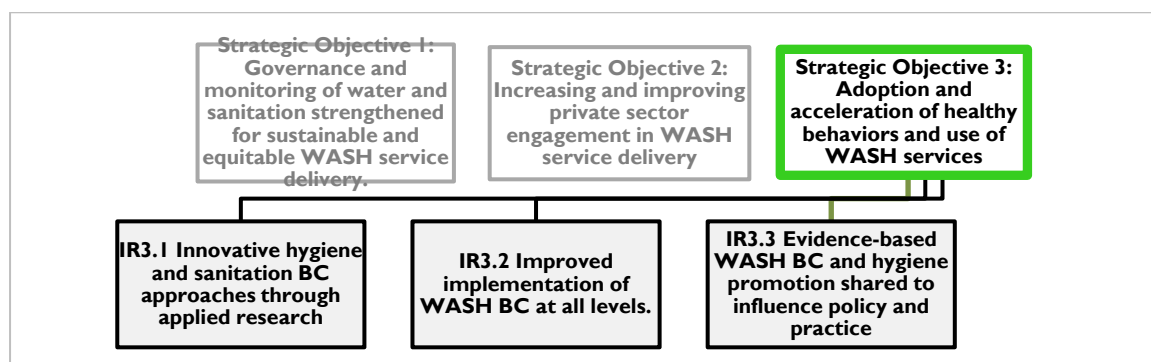 Strategic Objective 1:
Governance and
monitoring of water and
sanitation strengthened
for sustainable and
equitable WASH service
delivery.
Strategic Objective 2:
Increasing and improving
private sector
engagement in WASH
service delivery
Strategic Objective 3:
Adoption and
acceleration of healthy
behaviors and use of
WASH services
IR3.1 Innovative hygiene
and sanitation BC
approaches through
applied research
IR3.2 Improved
implementation of
WASH BC at all levels.
IR3.3 Evidence-based
WASH BC and hygiene
promotion shared to
influence policy and
practice